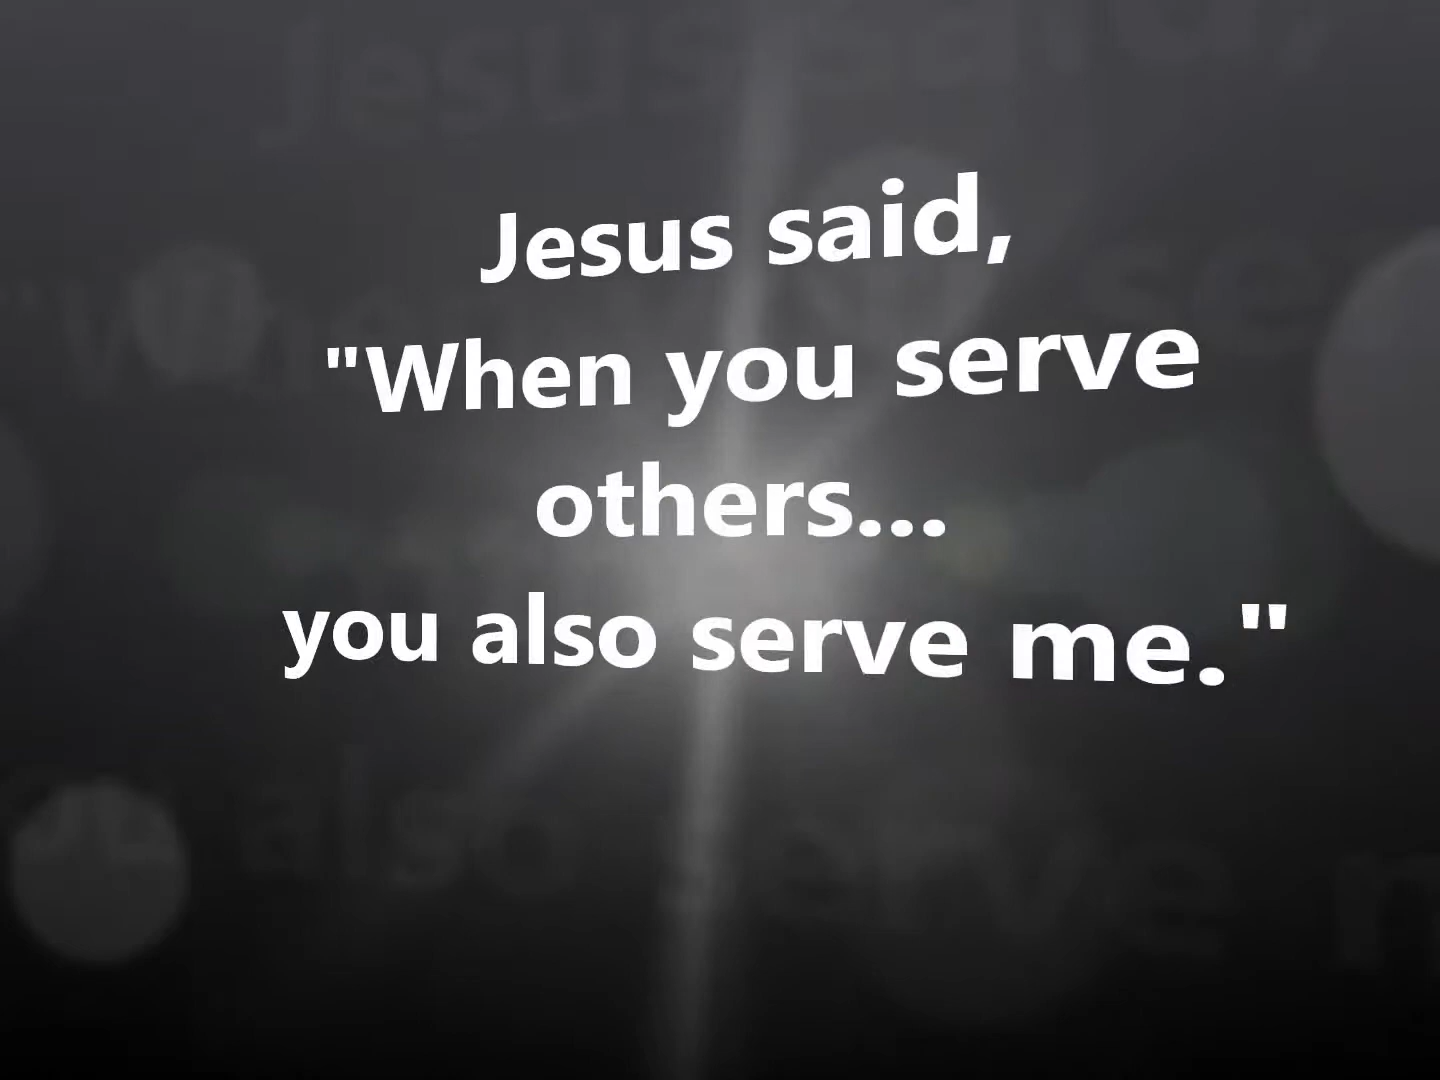 Jesus said,
"When you serve
others...
you also serve me."